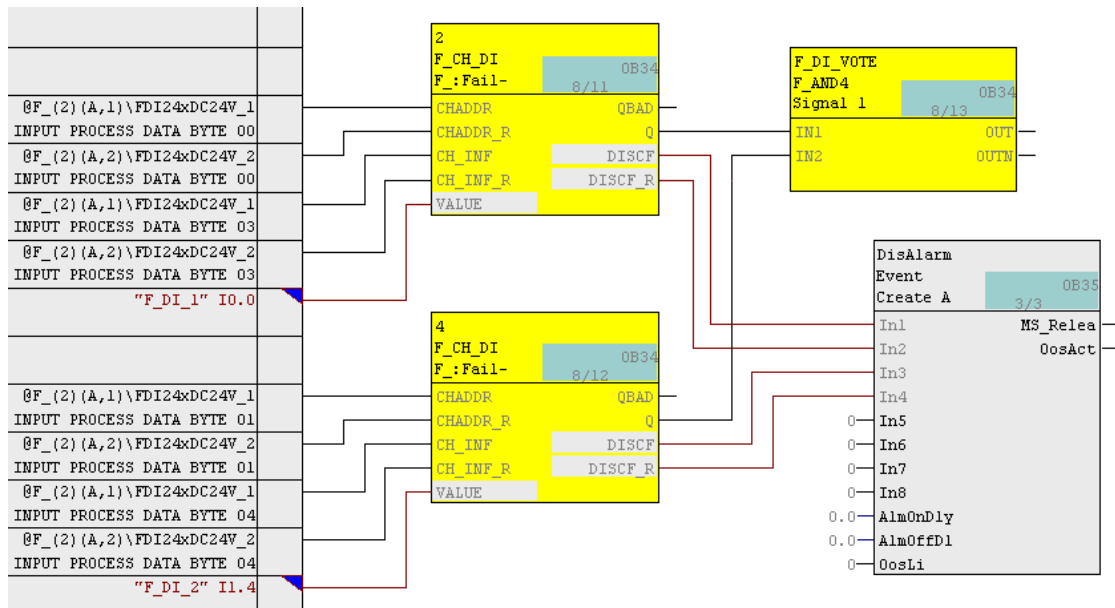 @F_(2)(A,1)\FDI24xDC24V_1
INPUT PROCESS DATA BYTE 00
@F_(2)(A,2)\FDI24xDC24V_2
INPUT PROCESS DATA BYTE 00
@F_(2)(A,1)\FDI24xDC24V_1
INPUT PROCESS DATA BYTE 03
@F_(2)(A,2)\FDI24xDC24V_2
INPUT PROCESS DATA BYTE 03
"F_DI_1" I0.0
@F_(2)(A,1)\FDI24xDC24V_1
INPUT PROCESS DATA BYTE 01
@F_(2)(A,2)\FDI24xDC24V_2
INPUT PROCESS DATA BYTE 01
@F_(2)(A,1)\FDI24xDC24V_1
INPUT PROCESS DATA BYTE 04
@F_(2)(A,2)\FDI24xDC24V_2
INPUT PROCESS DATA BYTE 04
"F_DI_2" I1.4
2
F_CH_DI
F_:Fail-
OB34
8/11
CHADDR QBAD
CHADDR_R Q
CH_INF DISCF
CH_INF_R DISCF_R
VALUE
4
F_CH_DI
F_:Fail-
OB34
8/12
CHADDR QBAD
CHADDR_R Q
CH_INF DISCF
CH_INF_R DISCF_R
VALUE
F_DI_VOTE
F_AND4
Signal 1
OB34
8/13
IN1 OUT
IN2 OUTN
DisAlarm
Event
Create A
OB35
3/3
In1 MS_Relea
In2 OosAct
In3
In4
0 In5
0 In6
0 In7
0 In8
0.0 AlmOnDly
0.0 AlmOffDl
0 OosLi